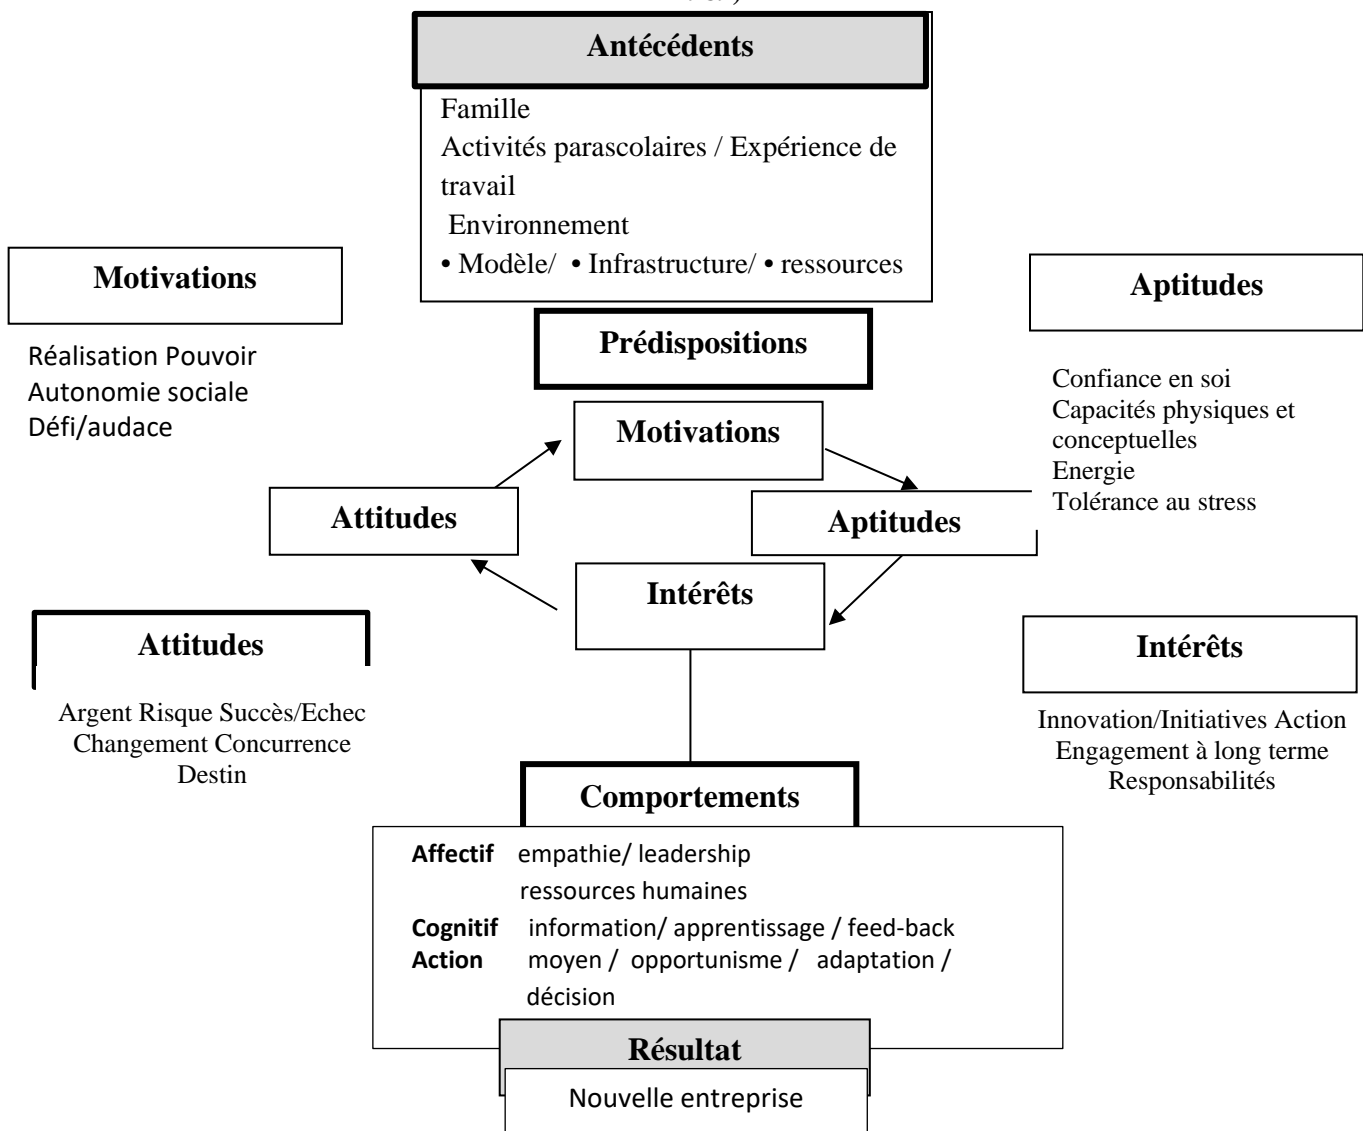 Antécédents
Famille
Activités parascolaires / Expérience de
travail
Environnement
• Modèle/ • Infrastructure/ • ressources
Motivations
Réalisation Pouvoir
Autonomie sociale
Défi/audace
Aptitudes
Confiance en soi
Capacités physiques et
conceptuelles
Energie
Tolérance au stress
Prédispositions
Motivations
Attitudes
Aptitudes
Intérêts
Attitudes
Argent Risque Succès/Echec
Changement Concurrence
Destin
Intérêts
Innovation/Initiatives Action
Engagement à long terme
Responsabilités
Comportements
Affectif empathie/ leadership
ressources humaines
Cognitif information/ apprentissage / feed-back
Action moyen / opportunisme / adaptation /
décision
Résultat
Nouvelle entreprise